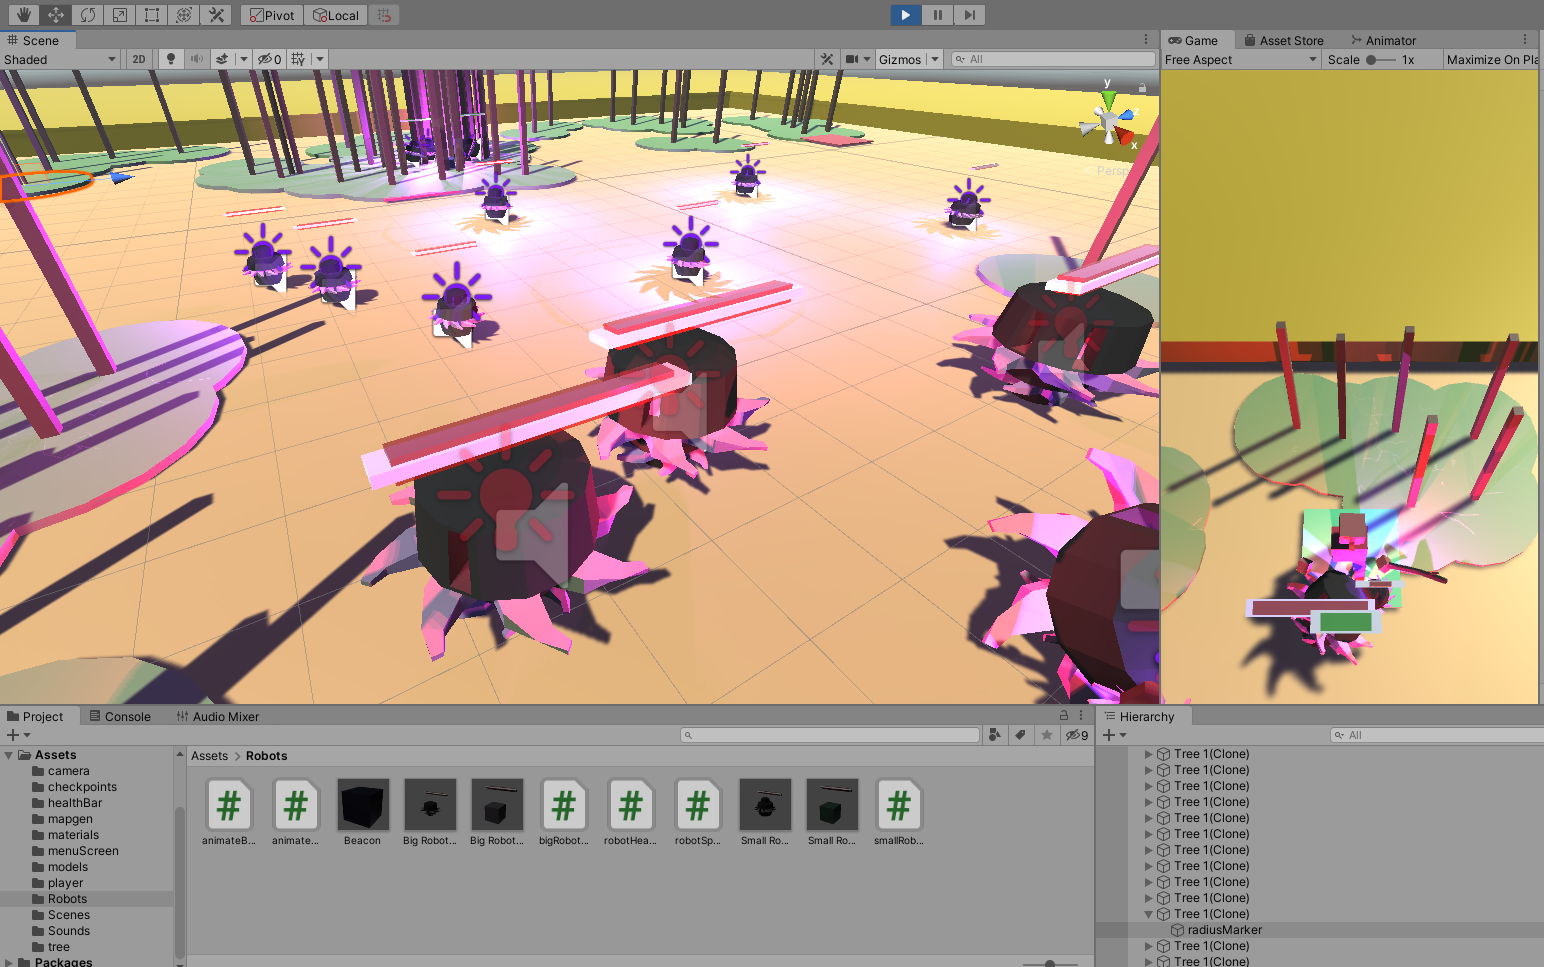 Pivot Local
Scene
Shaded 2D 0 Gizmos All
Game Asset Store Animator
Free Aspect Scale 1x Maximize On Pla
y
z
x
Persp
Project Console Audio Mixer
9
Assets
camera
checkpoints
healthBar
mapgen
materials
menuScreen
models
player
Robots
Scenes
Sounds
tree
Packages
Assets > Robots
animateB... animate... Beacon Big Robot... Big Robot... bigRobot... robotHea... robotSp... Small Ro... Small Ro... smallRob...
Hierarchy
All
Tree 1(Clone)
Tree 1(Clone)
Tree 1(Clone)
Tree 1(Clone)
Tree 1(Clone)
Tree 1(Clone)
Tree 1(Clone)
Tree 1(Clone)
Tree 1(Clone)
Tree 1(Clone)
Tree 1(Clone)
radiusMarker
Tree 1(Clone)
Tree 1(Clone)